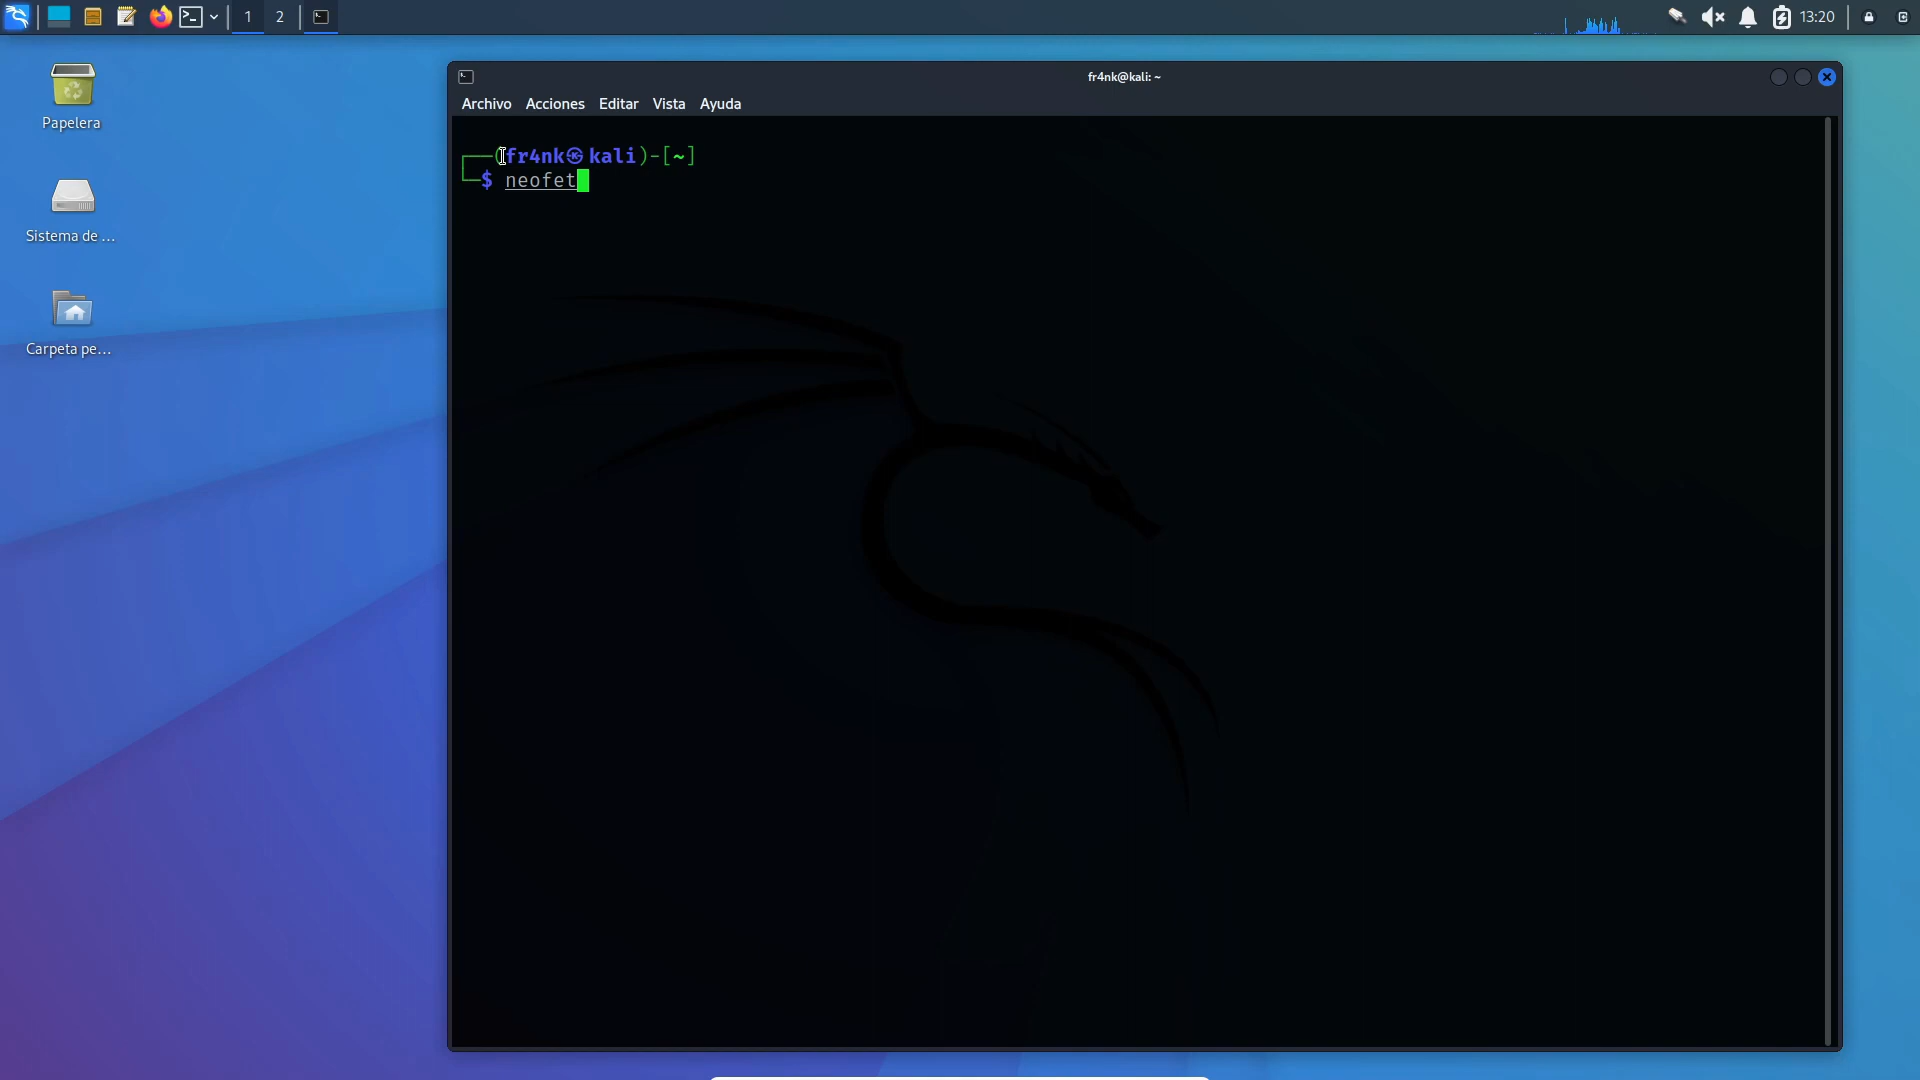 1 2 13:20
fr4nk@kali: ~
Archivo Acciones Editar Vista Ayuda
Papelera
Sistema de ...
Carpeta pe...
┌──(fr4nk㉿kali)-[~]
└─$ neofet